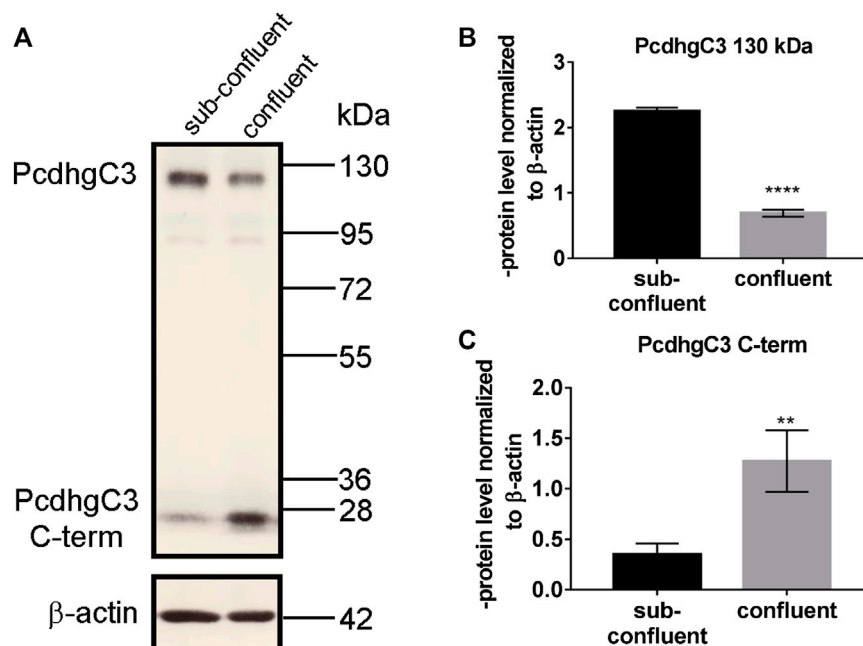 A
sub-confluent
confluent
kDa
PcdhgC3
130
95
72
55
36
28
PcdhgC3
C-term
β-actin
42
B
PcdhgC3 130 kDa
-protein level normalized
to β-actin
3
2
1
0
****
sub-
confluent
confluent
C
PcdhgC3 C-term
-protein level normalized
to β-actin
2.0
1.5
1.0
0.5
0.0
**
sub-
confluent
confluent